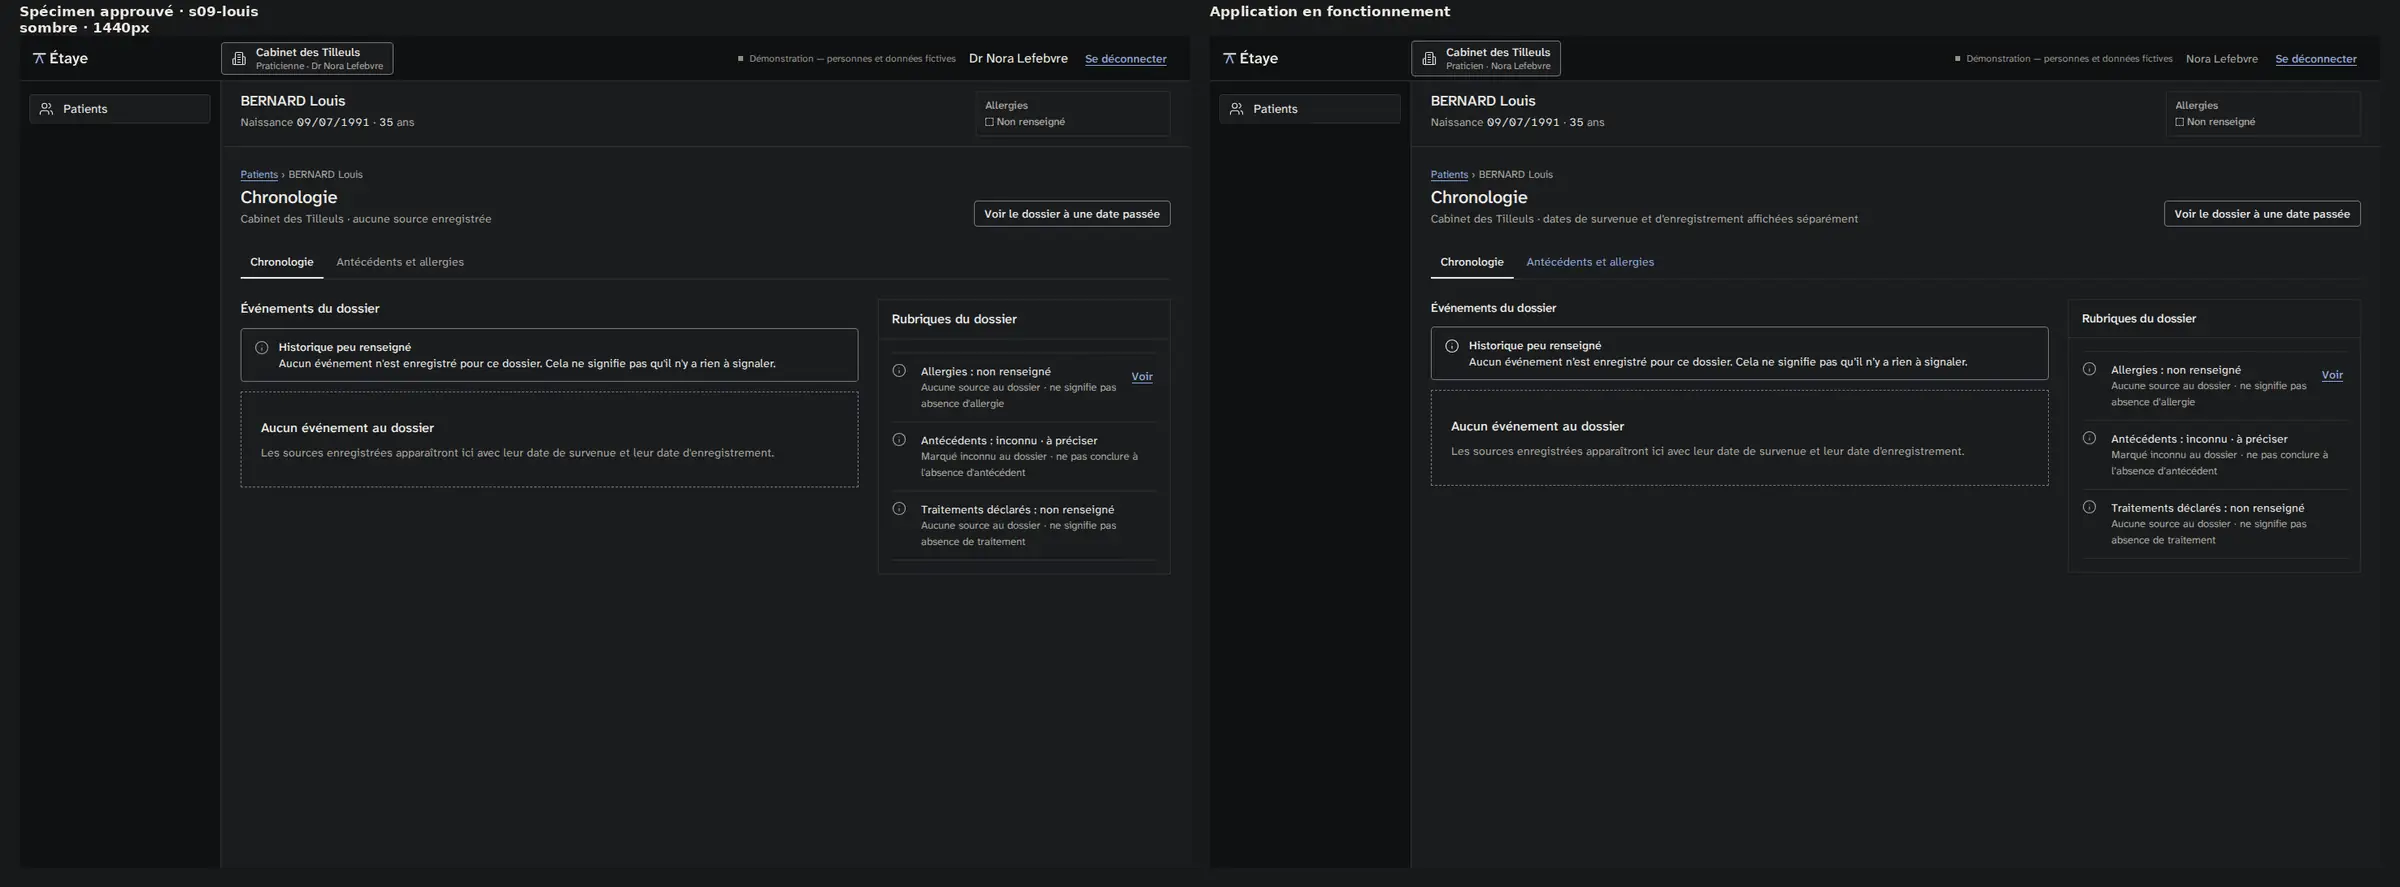 Spécimen approuvé · s09-louis
sombre · 1440px
Étaye
Cabinet des Tilleuls
Praticienne · Dr Nora Lefebvre
Démonstration — personnes et données fictives
Dr Nora Lefebvre
Se déconnecter
Patients
BERNARD Louis
Naissance 09/07/1991 · 35 ans
Allergies
Non renseigné
Patients › BERNARD Louis
Chronologie
Cabinet des Tilleuls · aucune source enregistrée
Voir le dossier à une date passée
Chronologie
Antécédents et allergies
Événements du dossier
Historique peu renseigné
Aucun événement n'est enregistré pour ce dossier. Cela ne signifie pas qu'il n'y a rien à signaler.
Aucun événement au dossier
Les sources enregistrées apparaîtront ici avec leur date de survenue et leur date d'enregistrement.
Rubriques du dossier
Allergies : non renseigné
Aucune source au dossier · ne signifie pas
absence d'allergie
Voir
Antécédents : inconnu · à préciser
Marqué inconnu au dossier · ne pas conclure à
l'absence d'antécédent
Traitements déclarés : non renseigné
Aucune source au dossier · ne signifie pas
absence de traitement
Application en fonctionnement
Étaye
Cabinet des Tilleuls
Praticien · Nora Lefebvre
Démonstration — personnes et données fictives
Nora Lefebvre
Se déconnecter
Patients
BERNARD Louis
Naissance 09/07/1991 · 35 ans
Allergies
Non renseigné
Patients › BERNARD Louis
Chronologie
Cabinet des Tilleuls · dates de survenue et d'enregistrement affichées séparément
Voir le dossier à une date passée
Chronologie
Antécédents et allergies
Événements du dossier
Historique peu renseigné
Aucun événement n'est enregistré pour ce dossier. Cela ne signifie pas qu'il n'y a rien à signaler.
Aucun événement au dossier
Les sources enregistrées apparaîtront ici avec leur date de survenue et leur date d'enregistrement.
Rubriques du dossier
Allergies : non renseigné
Aucune source au dossier · ne signifie pas
absence d'allergie
Voir
Antécédents : inconnu · à préciser
Marqué inconnu au dossier · ne pas conclure à
l'absence d'antécédent
Traitements déclarés : non renseigné
Aucune source au dossier · ne signifie pas
absence de traitement